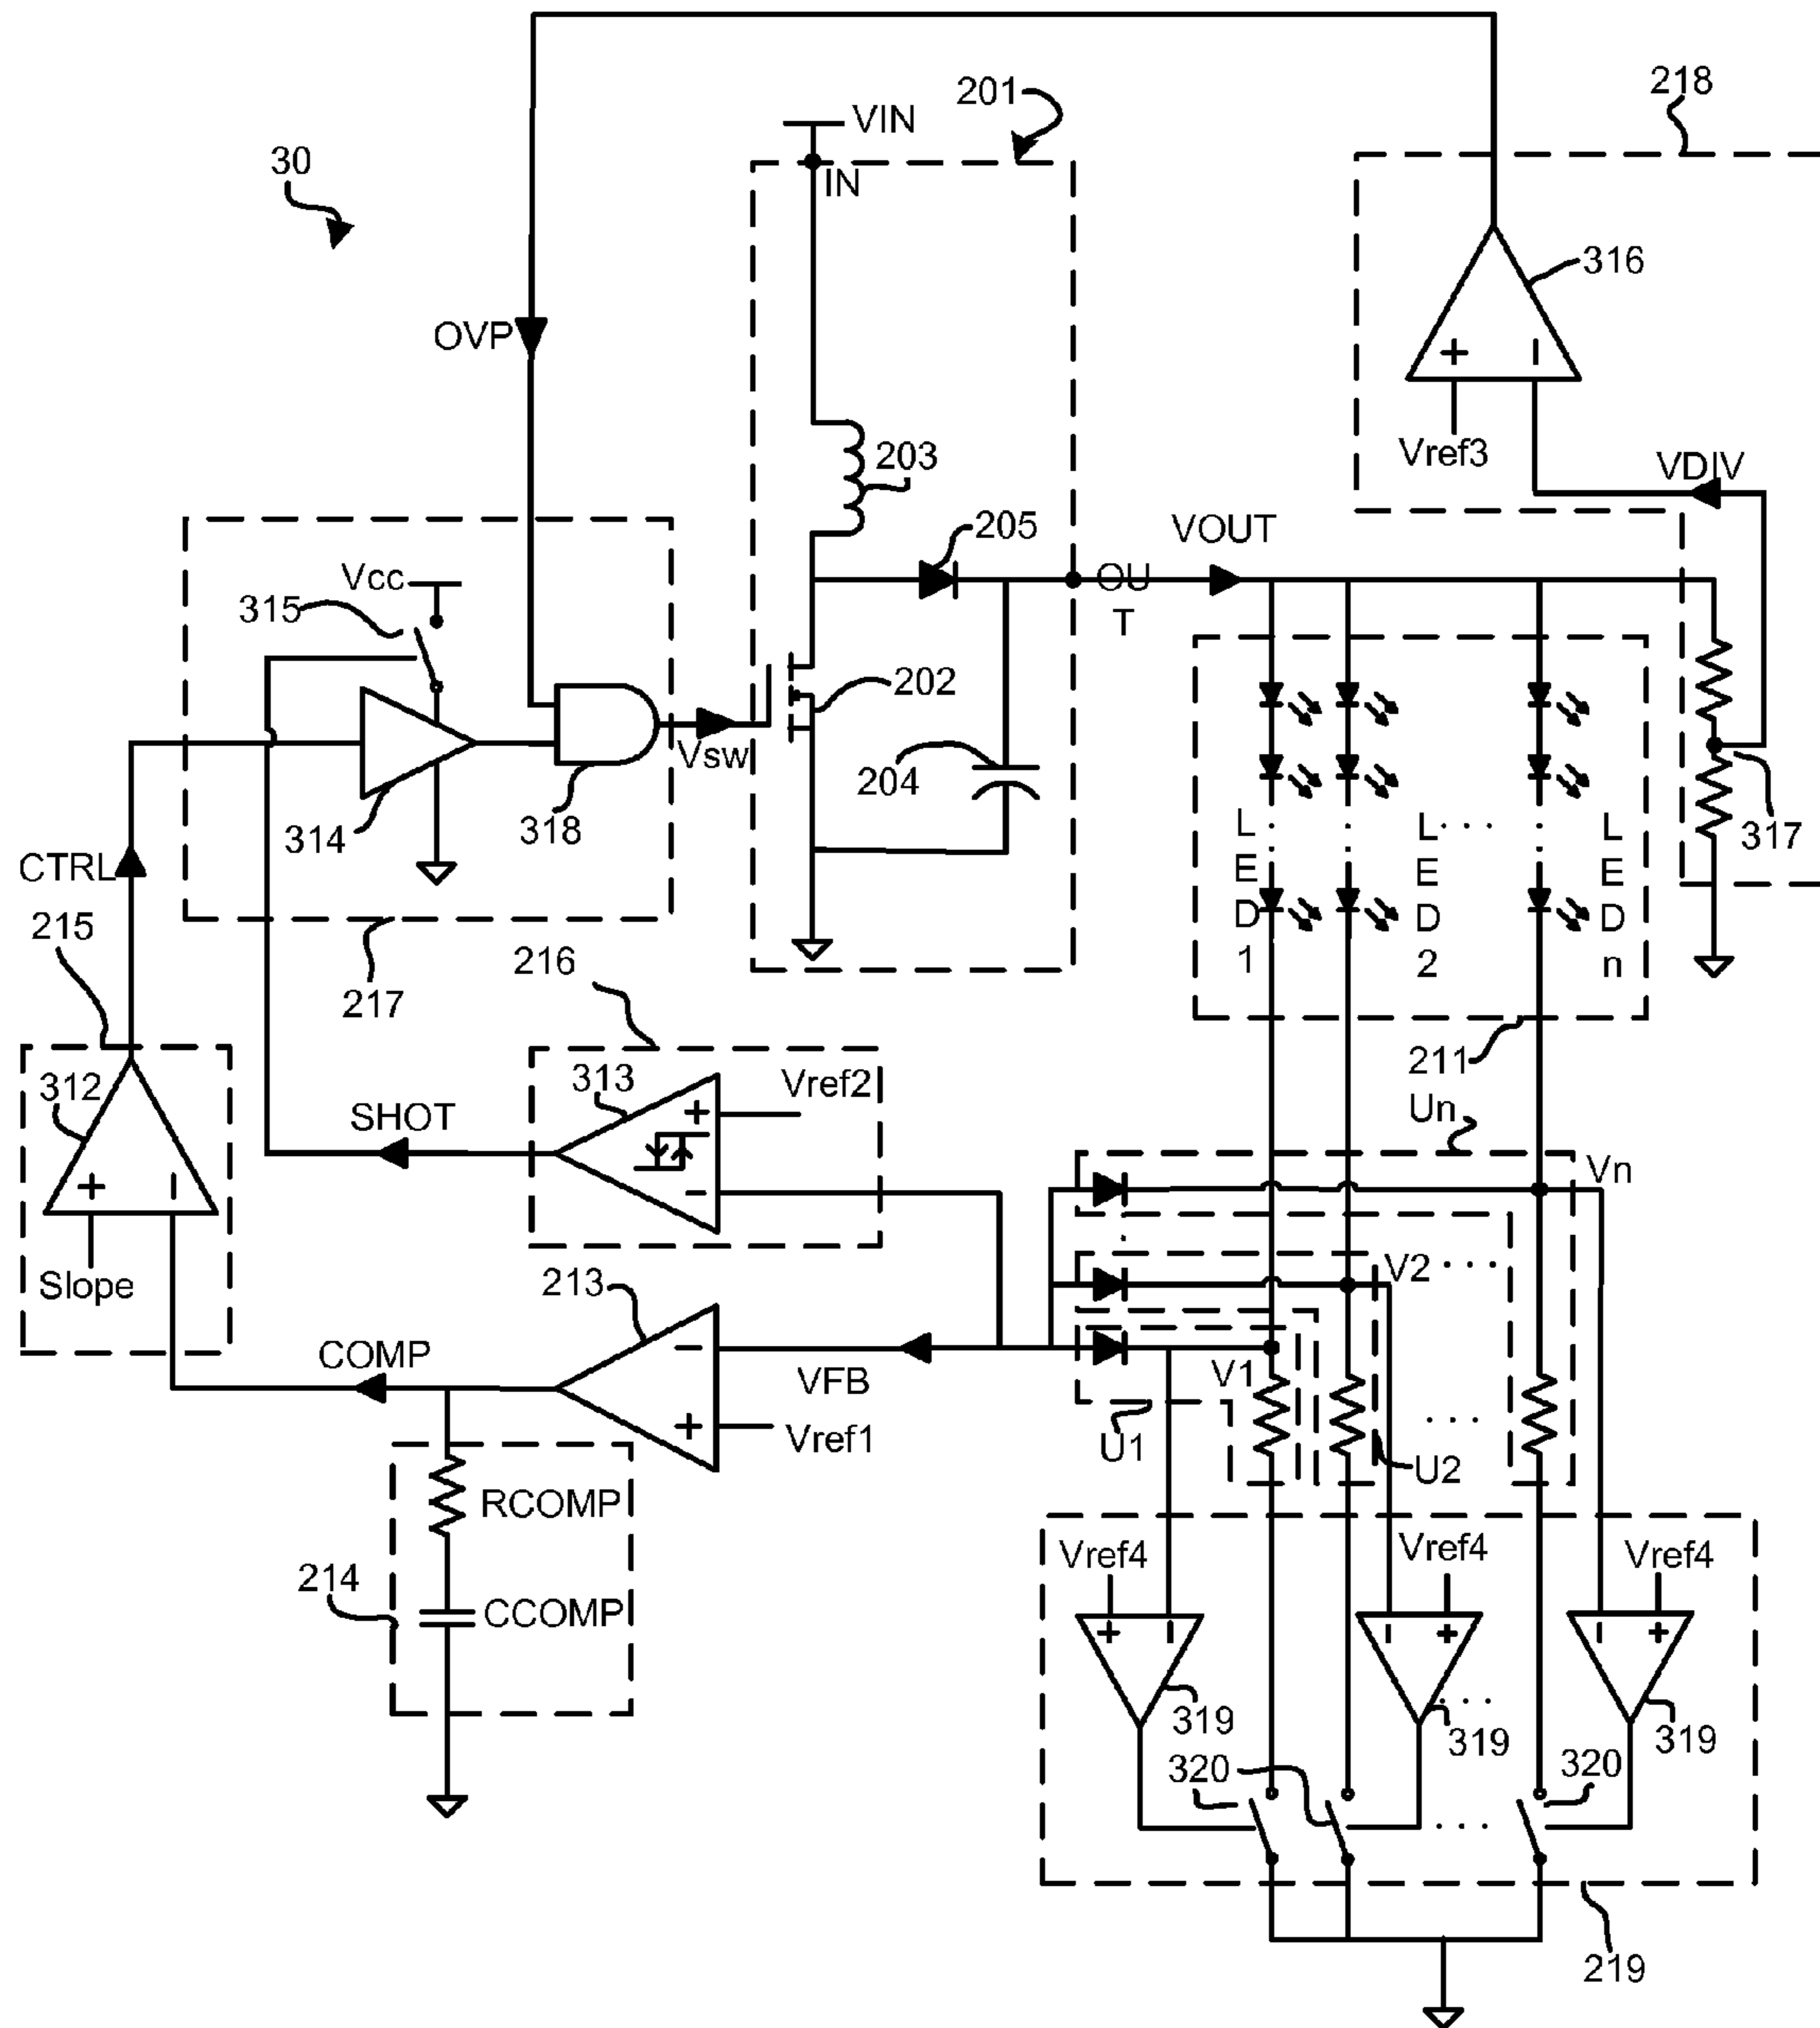 218
201
VIN
30
IN
316
+ −
OVP
Vref3
VDIV
203
205
VOUT
OU
T
Vcc
315
202
Vsw
204
314
318
317
CTRL
L
E
D
1
L
E
D
2
. . .
L
E
D
n
215
217
216
211
312
313
Vref2
+
Un
SHOT
Vn
+ −
−
Slope
V2 . . .
213
COMP
−
VFB
V1
+
Vref1
U1
U2
. . .
RCOMP
214
CCOMP
Vref4
Vref4
Vref4
+ −
− +
− +
319
. . .
319
319
320
320
. . .
219